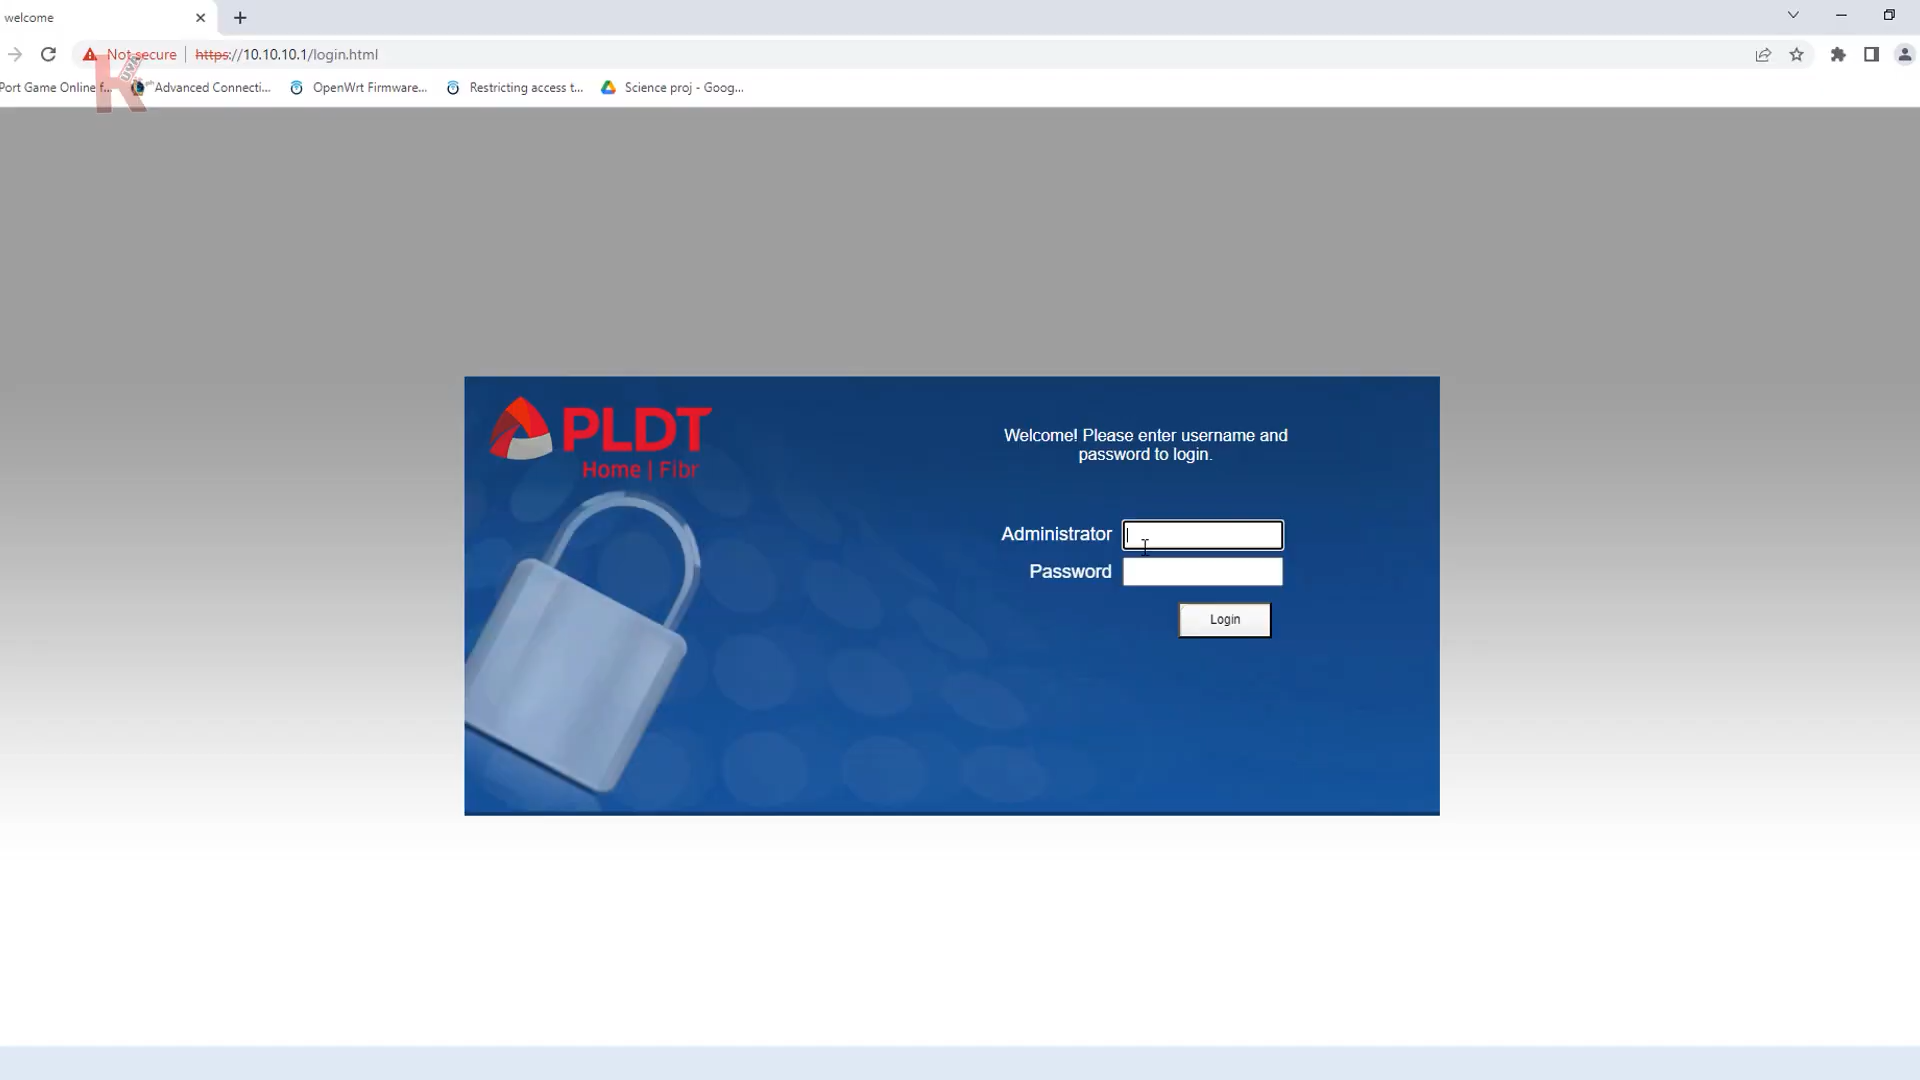 welcome
Not secure | https://10.10.10.1/login.html
Port Game Online f...
Advanced Connecti...
OpenWrt Firmware...
Restricting access t...
Science proj - Goog...
PLDT
Home | Fibr
Welcome! Please enter username and
password to login.
Administrator
Password
Login